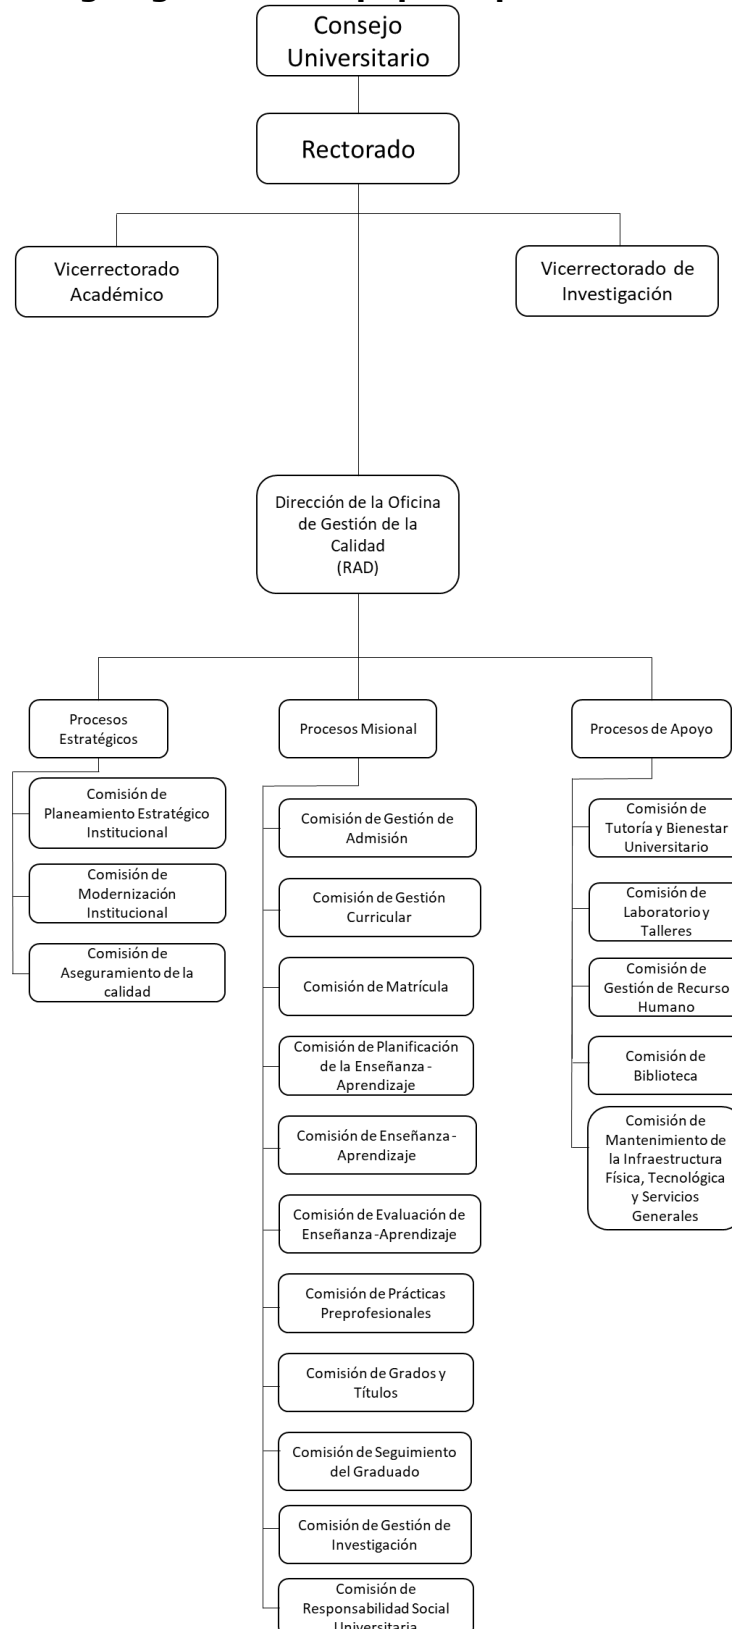 Consejo
Universitario
Rectorado
Vicerrectorado
Académico
Vicerrectorado de
Investigación
Dirección de la Oficina
de Gestión de la
Calidad
(RAD)
Procesos
Estratégicos
Comisión de
Planeamiento Estratégico
Institucional
Comisión de
Modernización
Institucional
Comisión de
Aseguramiento de la
calidad
Procesos Misional
Comisión de Gestión de
Admisión
Comisión de Gestión
Curricular
Comisión de Matrícula
Comisión de Planificación
de la Enseñanza -
Aprendizaje
Comisión de Enseñanza -
Aprendizaje
Comisión de Evaluación de
Enseñanza -Aprendizaje
Comisión de Prácticas
Preprofesionales
Comisión de Grados y
Títulos
Comisión de Seguimiento
del Graduado
Comisión de Gestión de
Investigación
Comisión de
Responsabilidad Social
Universitaria
Procesos de Apoyo
Comisión de
Tutoría y Bienestar
Universitario
Comisión de
Laboratorio y
Talleres
Comisión de
Gestión de Recurso
Humano
Comisión de
Biblioteca
Comisión de
Mantenimiento de
la Infraestructura
Física, Tecnológica
y Servicios
Generales